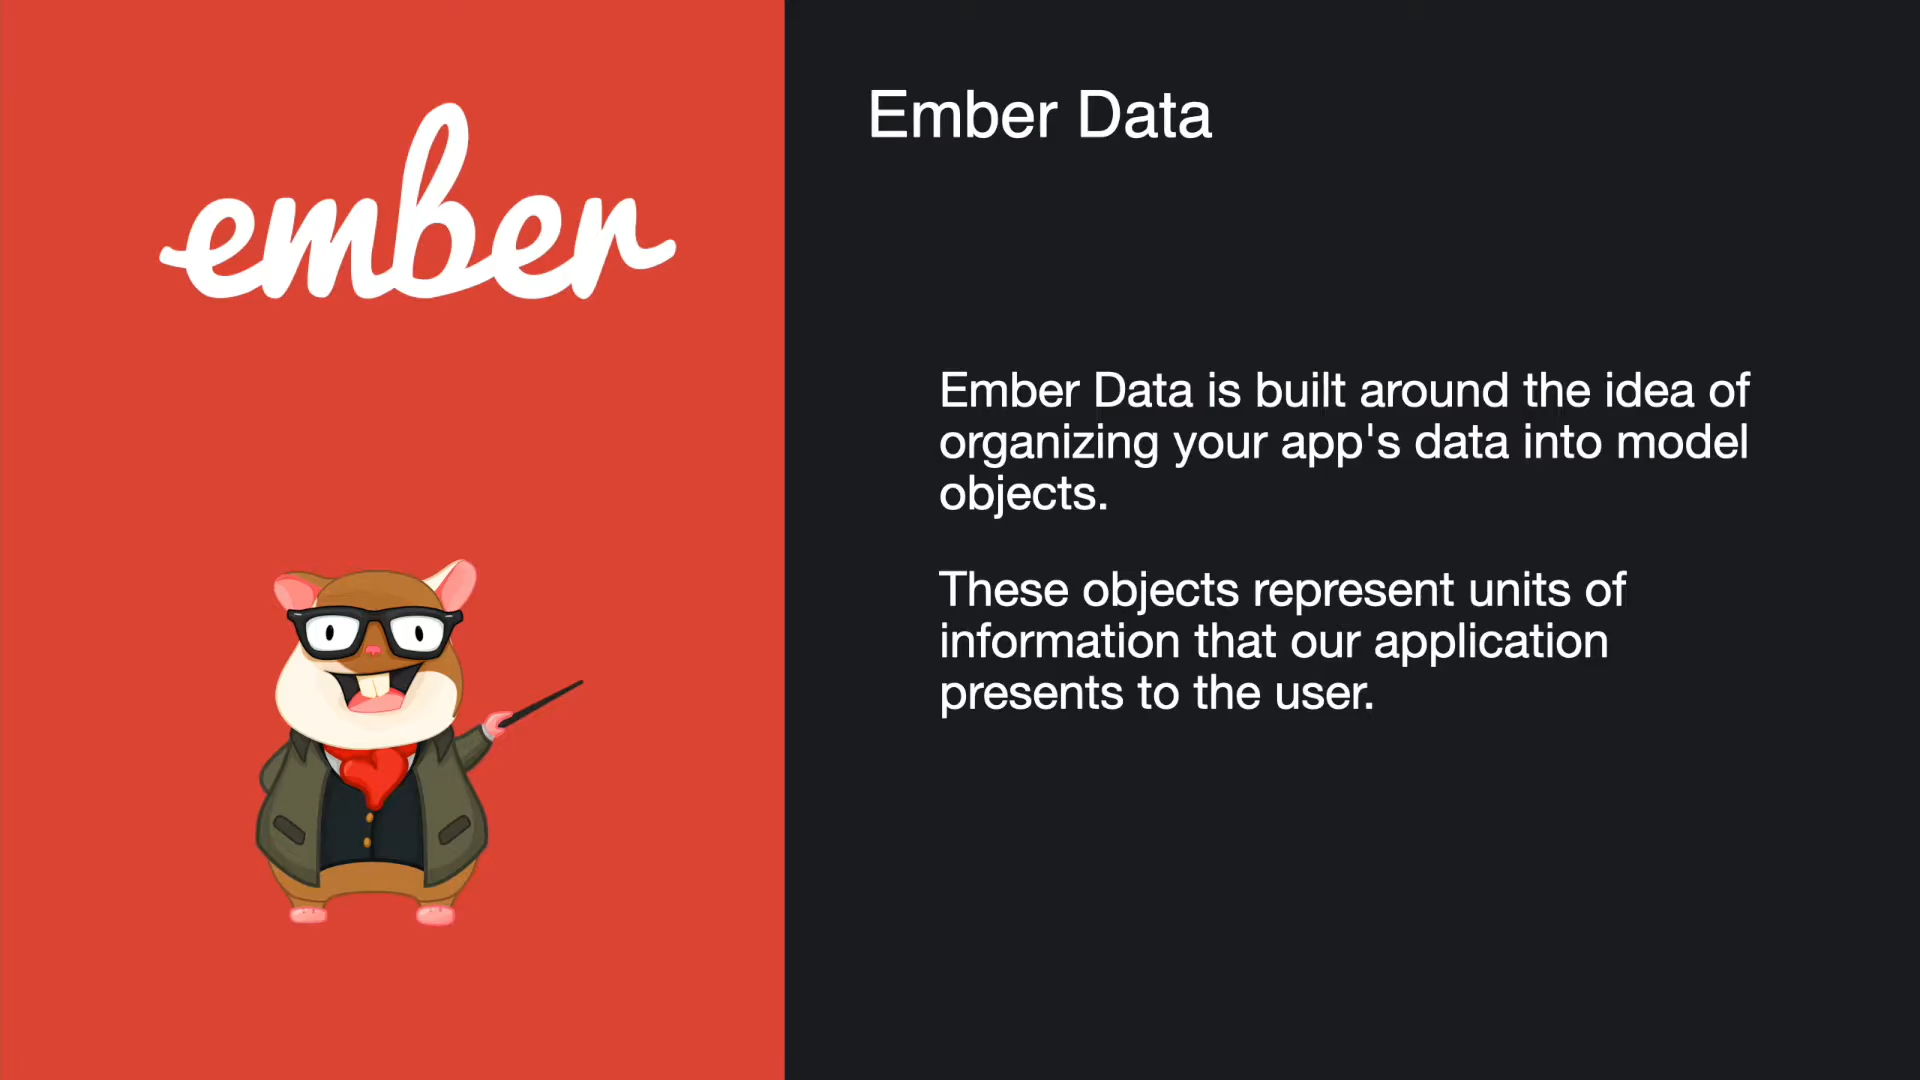 ember
Ember Data
Ember Data is built around the idea of
organizing your app's data into model
objects.
These objects represent units of
information that our application
presents to the user.